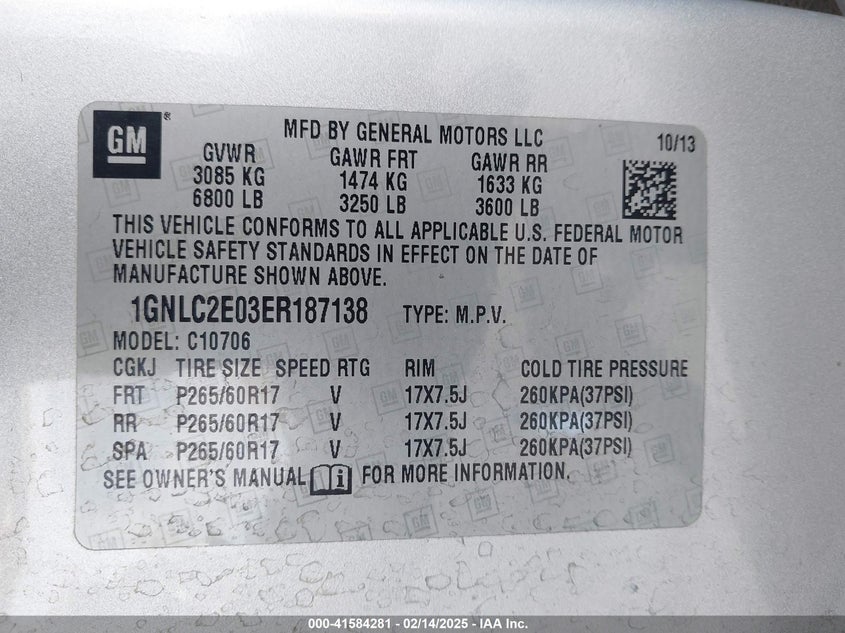 GM ®
MFD BY GENERAL MOTORS LLC
10/13
GVWR GAWR FRT GAWR RR
3085 KG 1474 KG 1633 KG
6800 LB 3250 LB 3600 LB
THIS VEHICLE CONFORMS TO ALL APPLICABLE U.S. FEDERAL MOTOR
VEHICLE SAFETY STANDARDS IN EFFECT ON THE DATE OF
MANUFACTURE SHOWN ABOVE.
1GNLC2E03ER187138 TYPE: M.P.V.
MODEL: C10706
CGKJ TIRE SIZE SPEED RTG RIM COLD TIRE PRESSURE
FRT P265/60R17 V 17X7.5J 260KPA(37PSI)
RR P265/60R17 V 17X7.5J 260KPA(37PSI)
SPA P265/60R17 V 17X7.5J 260KPA(37PSI)
SEE OWNER'S MANUAL i FOR MORE INFORMATION.
000-41584281 - 02/14/2025 - IAA Inc.